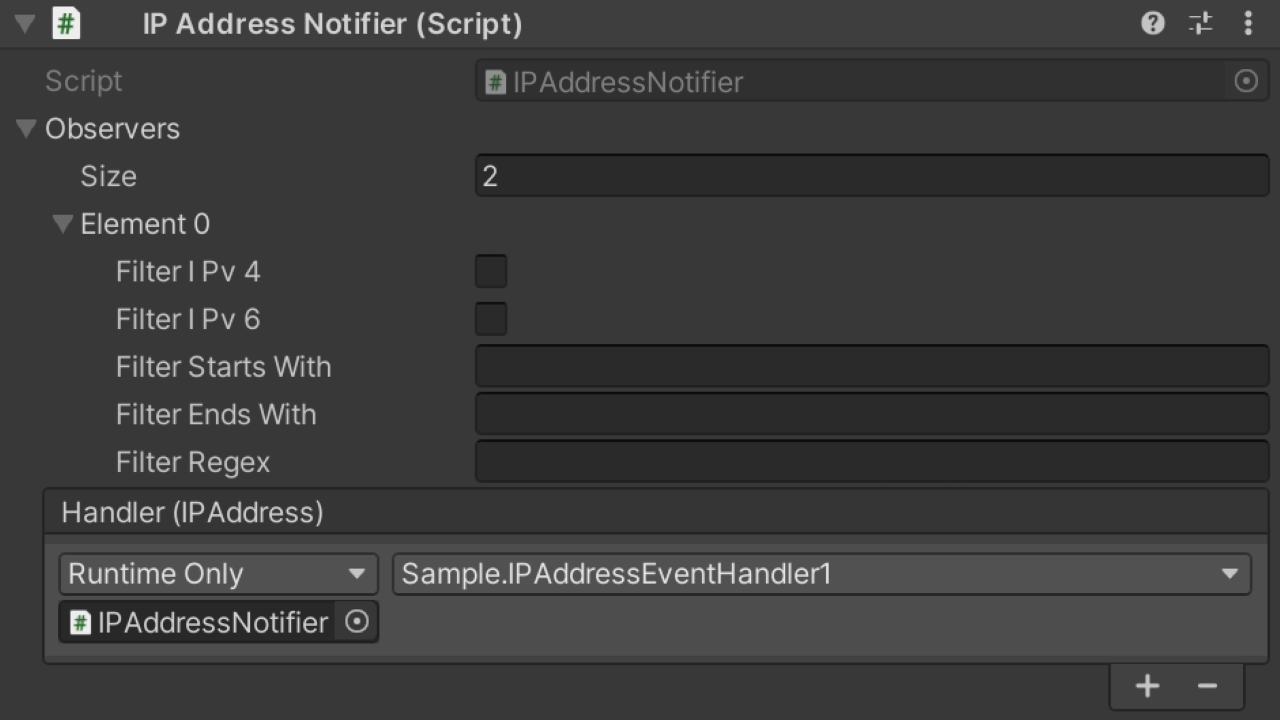 IP Address Notifier (Script)
Script # IPAddressNotifier
Observers
Size 2
Element 0
Filter I Pv 4
Filter I Pv 6
Filter Starts With
Filter Ends With
Filter Regex
Handler (IPAddress)
Runtime Only Sample.IPAddressEventHandler1
# IPAddressNotifier
+ −